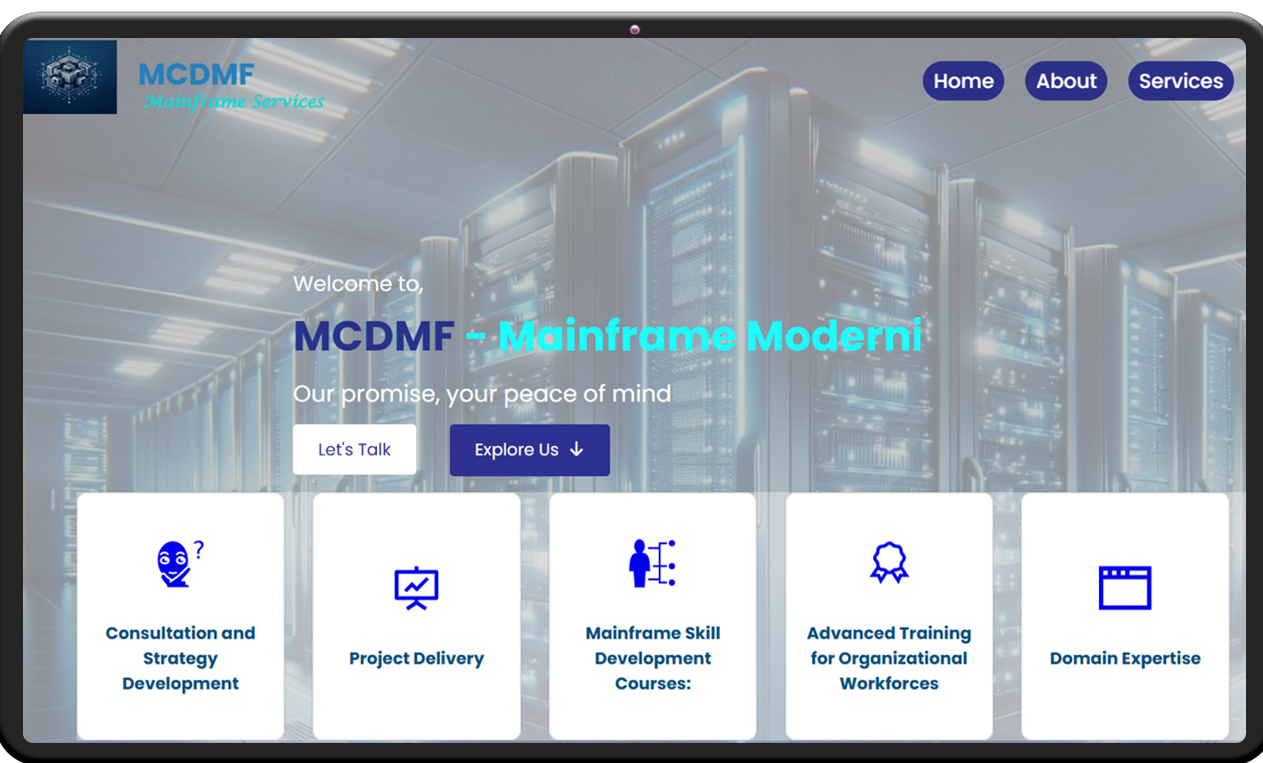 MCDMF
Mainframe Services
Home About Services
Welcome to,
MCDMF - Mainframe Moderni
Our promise, your peace of mind
Let's Talk
Explore Us ↓
?
Consultation and
Strategy
Development
Project Delivery
Mainframe Skill
Development
Courses:
Advanced Training
for Organizational
Workforces
Domain Expertise